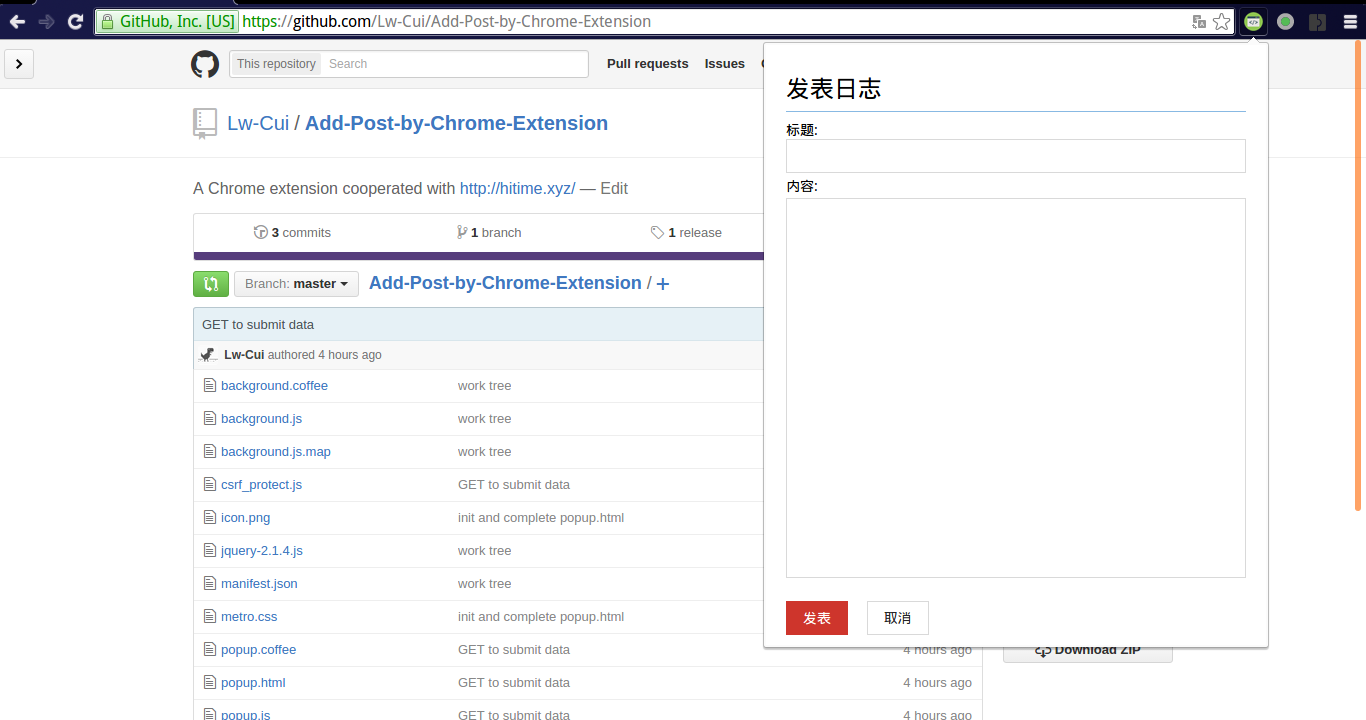 GitHub, Inc. [US] https://github.com/Lw-Cui/Add-Post-by-Chrome-Extension
This repository Search Pull requests Issues
Lw-Cui / Add-Post-by-Chrome-Extension
A Chrome extension cooperated with http://hitime.xyz/ — Edit
3 commits 1 branch 1 release
Branch: master Add-Post-by-Chrome-Extension / +
GET to submit data
Lw-Cui authored 4 hours ago
background.coffee work tree
background.js work tree
background.js.map work tree
csrf_protect.js GET to submit data
icon.png init and complete popup.html
jquery-2.1.4.js work tree
manifest.json work tree
metro.css init and complete popup.html
popup.coffee GET to submit data 4 hours ago
popup.html GET to submit data 4 hours ago
popup.js GET to submit data 4 hours ago
Download ZIP
发表日志
标题:
内容:
发表 取消